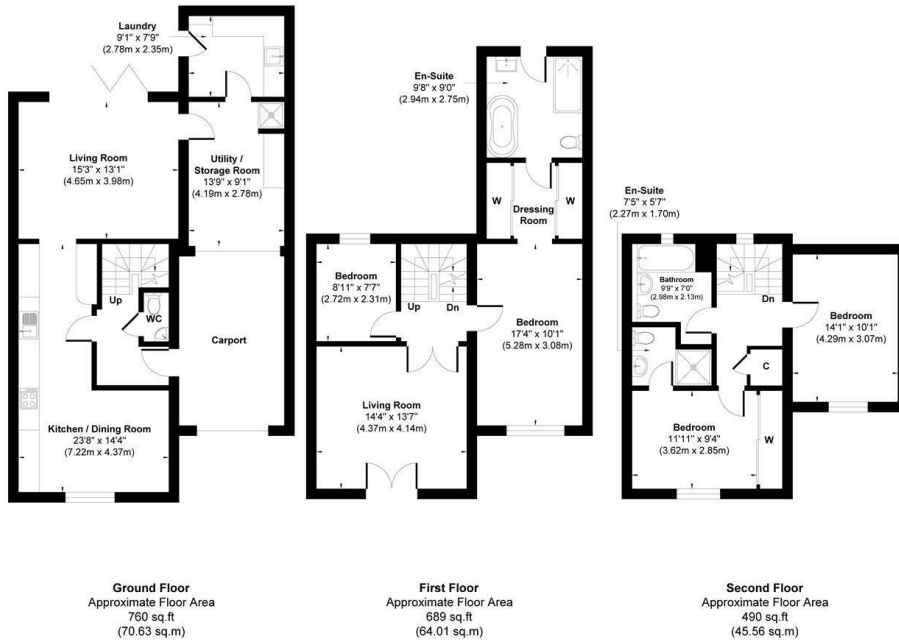 Laundry
9'1" x 7'9"
(2.78m x 2.35m)
Living Room
15'3" x 13'1"
(4.65m x 3.98m)
Utility /
Storage Room
13'9" x 9'1"
(4.19m x 2.78m)
Up
WC
Carport
Kitchen / Dining Room
23'8" x 14'4"
(7.22m x 4.37m)
Ground Floor
Approximate Floor Area
760 sq.ft
(70.63 sq.m)
En-Suite
9'8" x 9'0"
(2.94m x 2.75m)
W
Dressing
Room
W
Bedroom
8'11" x 7'7"
(2.72m x 2.31m)
Up
Dn
Bedroom
17'4" x 10'1"
(5.28m x 3.08m)
Living Room
14'4" x 13'7"
(4.37m x 4.14m)
First Floor
Approximate Floor Area
689 sq.ft
(64.01 sq.m)
En-Suite
7'5" x 5'7"
(2.27m x 1.70m)
Bathroom
9'9" x 7'0"
(2.98m x 2.13m)
Dn
Bedroom
14'1" x 10'1"
(4.29m x 3.07m)
C
Bedroom
11'11" x 9'4"
(3.62m x 2.85m)
W
Second Floor
Approximate Floor Area
490 sq.ft
(45.56 sq.m)